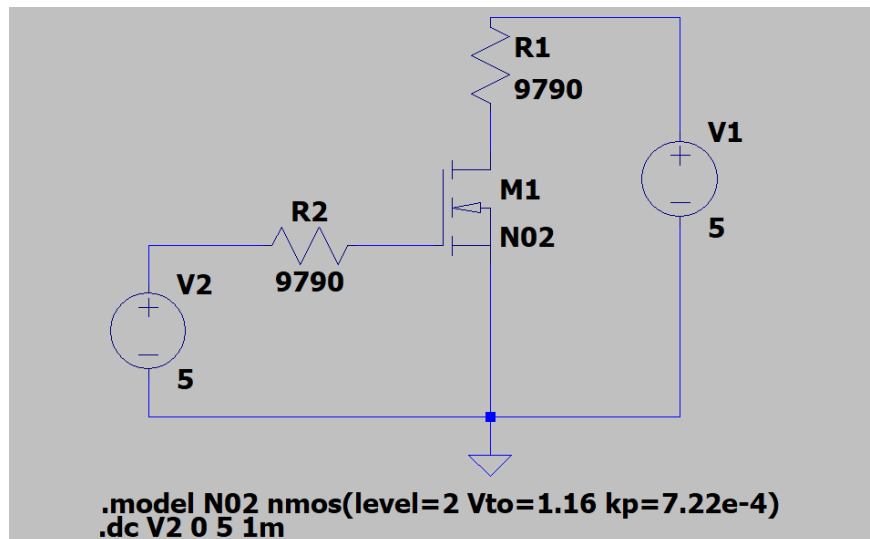 R1
9790
V1
M1
R2
N02
5
9790
V2
5
.model N02 nmos(level=2 Vto=1.16 kp=7.22e-4)
.dc V2 0 5 1m